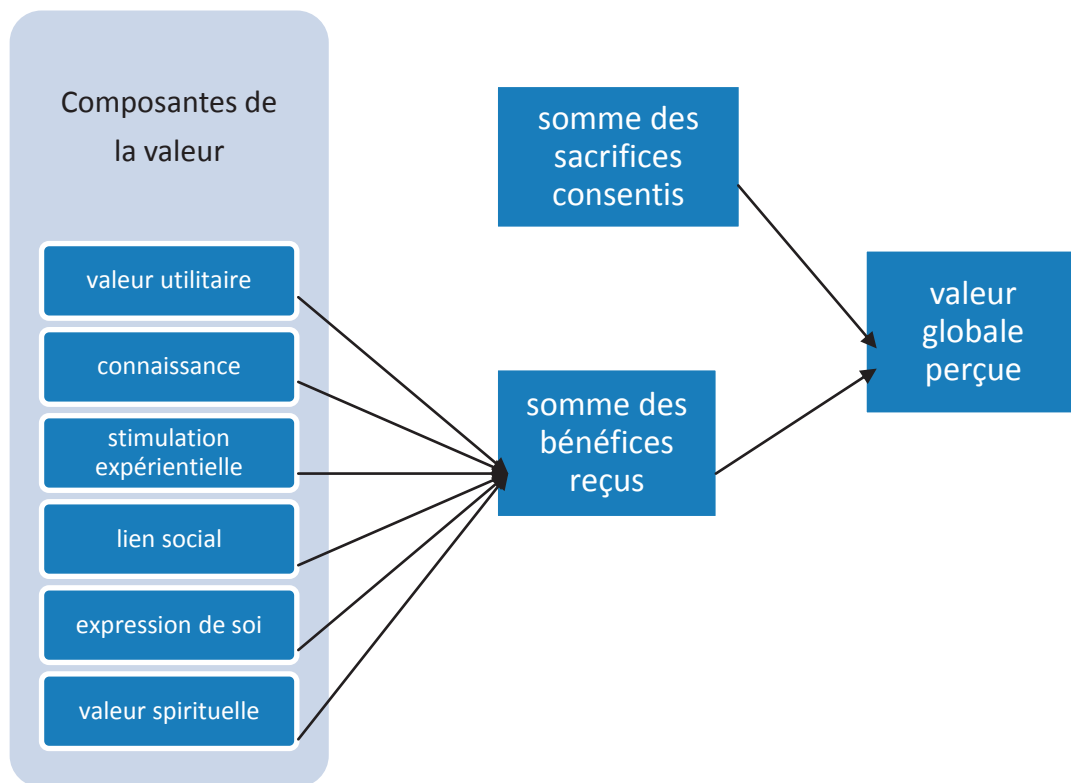 Composantes de
la valeur
valeur utilitaire
connaissance
stimulation
expérientielle
lien social
expression de soi
valeur spirituelle
somme des
sacrifices
consentis
somme des
bénéfices
reçus
valeur
globale
perçue